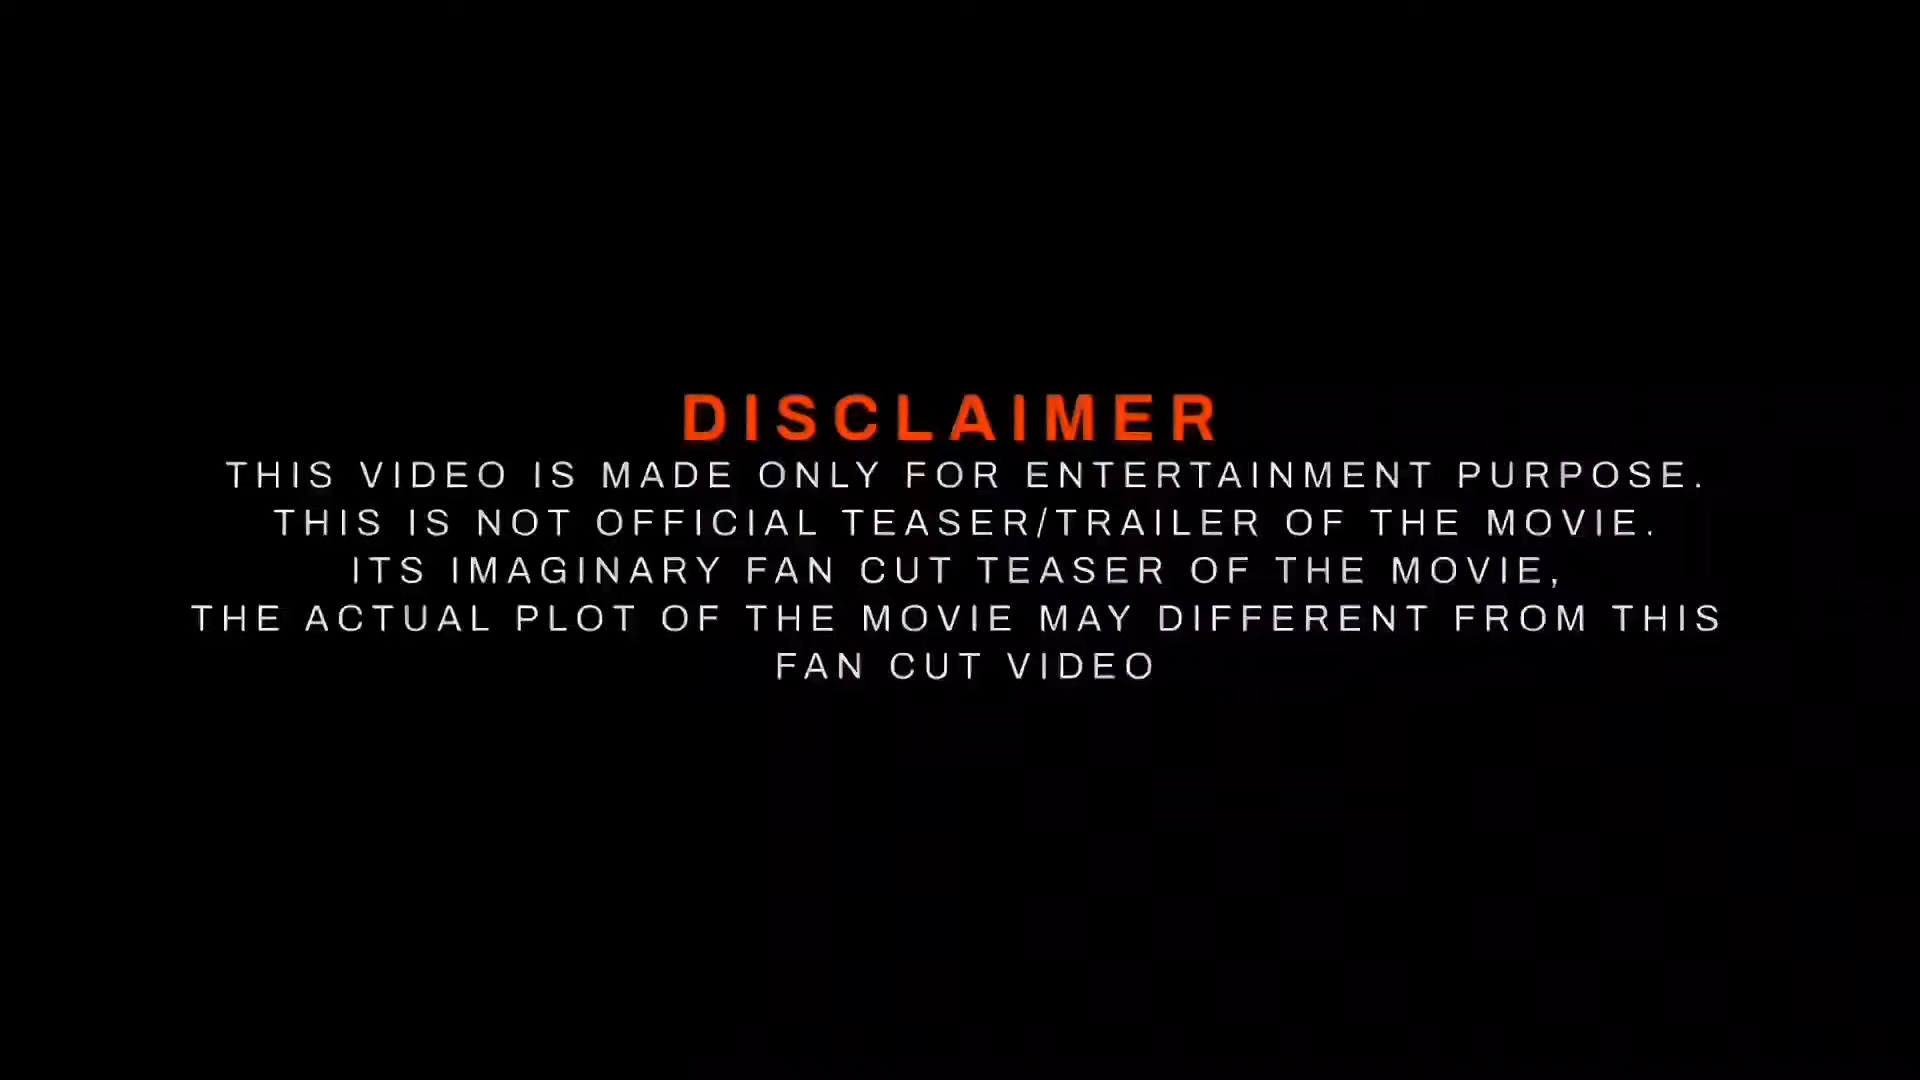 DISCLAIMER
THIS VIDEO IS MADE ONLY FOR ENTERTAINMENT PURPOSE.
THIS IS NOT OFFICIAL TEASER/TRAILER OF THE MOVIE.
ITS IMAGINARY FAN CUT TEASER OF THE MOVIE,
THE ACTUAL PLOT OF THE MOVIE MAY DIFFERENT FROM THIS
FAN CUT VIDEO